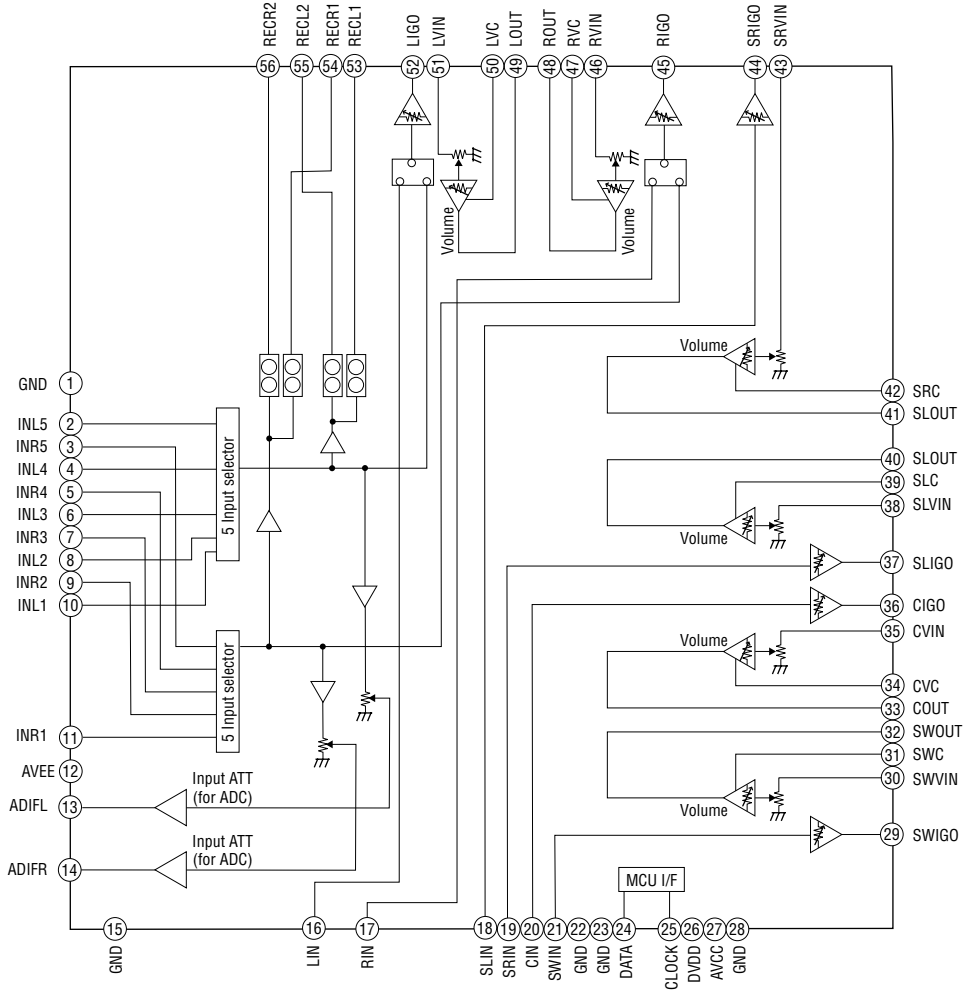 RECR2
RECL2
RECR1
RECL1
LIGO
LVIN
LVC
LOUT
ROUT
RVC
RVIN
RIGO
SRIGO
SRVIN
56
55
54
53
52
51
50
49
48
47
46
45
44
43
Volume
Volume
Volume
GND
1
42
SRC
INL5
2
41
SLOUT
INR5
3
INL4
4
40
SLOUT
INR4
5
39
SLC
INL3
6
38
SLVIN
INR3
7
Volume
INL2
8
37
SLIGO
INR2
9
INL1
10
36
CIGO
5 Input selector
35
CVIN
Volume
5 Input selector
34
CVC
33
COUT
INR1
11
32
SWOUT
31
SWC
AVEE
12
30
SWVIN
Input ATT
(for ADC)
ADIFL
13
Volume
29
SWIGO
Input ATT
(for ADC)
ADIFR
14
MCU I/F
15
16
17
18
19
20
21
22
23
24
25
26
27
28
GND
LIN
RIN
SLIN
SRIN
CIN
SWIN
GND
GND
DATA
CLOCK
DVDD
AVCC
GND